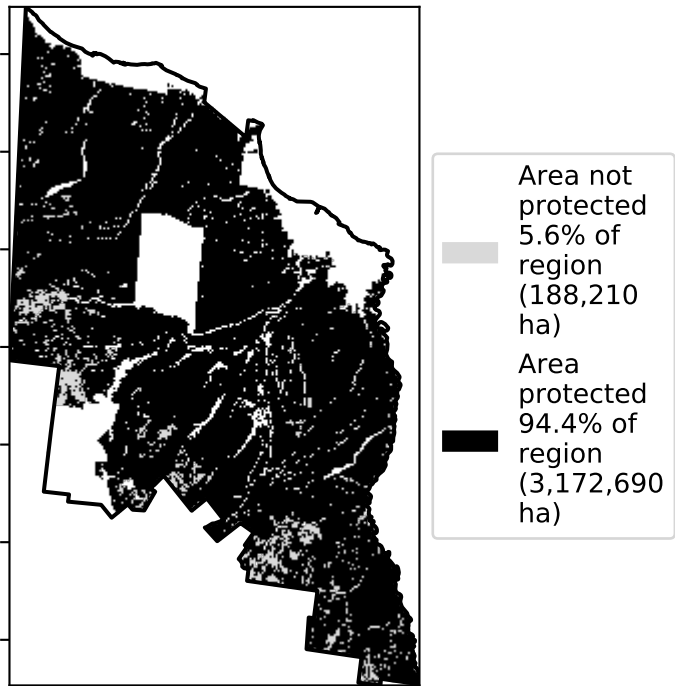 Area not
protected
5.6% of
region
(188,210
ha)
Area
protected
94.4% of
region
(3,172,690
ha)